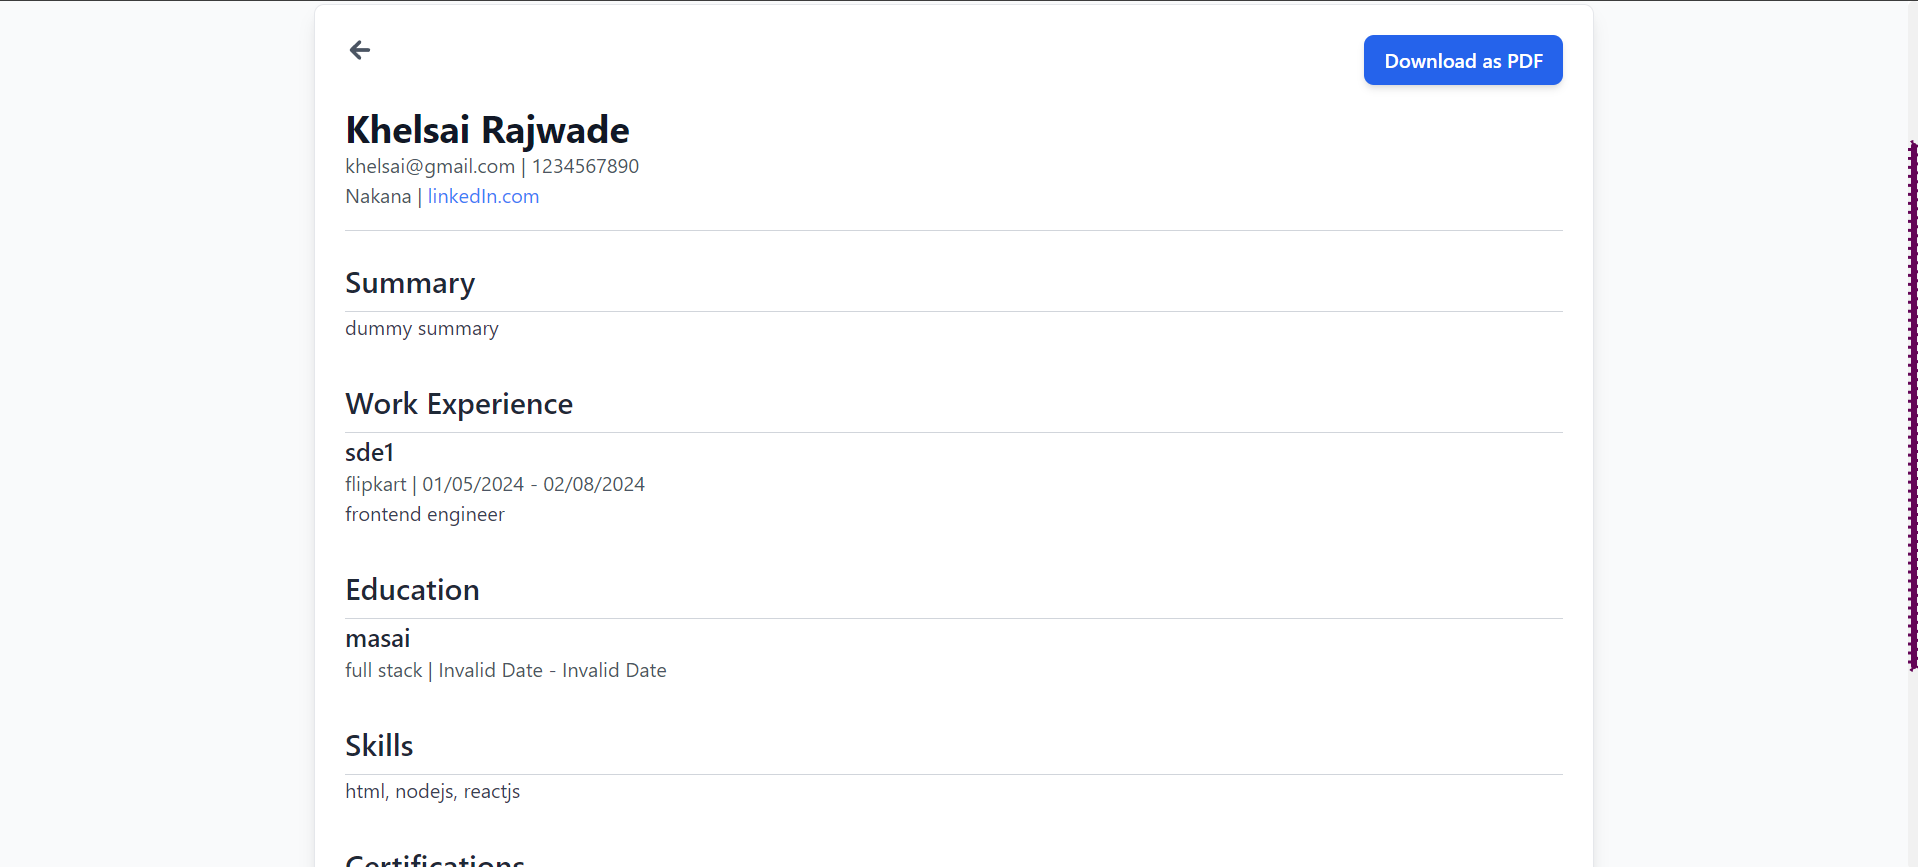 Download as PDF
Khelsai Rajwade
khelsai@gmail.com | 1234567890
Nakana | linkedIn.com
Summary
dummy summary
Work Experience
sde1
flipkart | 01/05/2024 - 02/08/2024
frontend engineer
Education
masai
full stack | Invalid Date - Invalid Date
Skills
html, nodejs, reactjs
Certifications